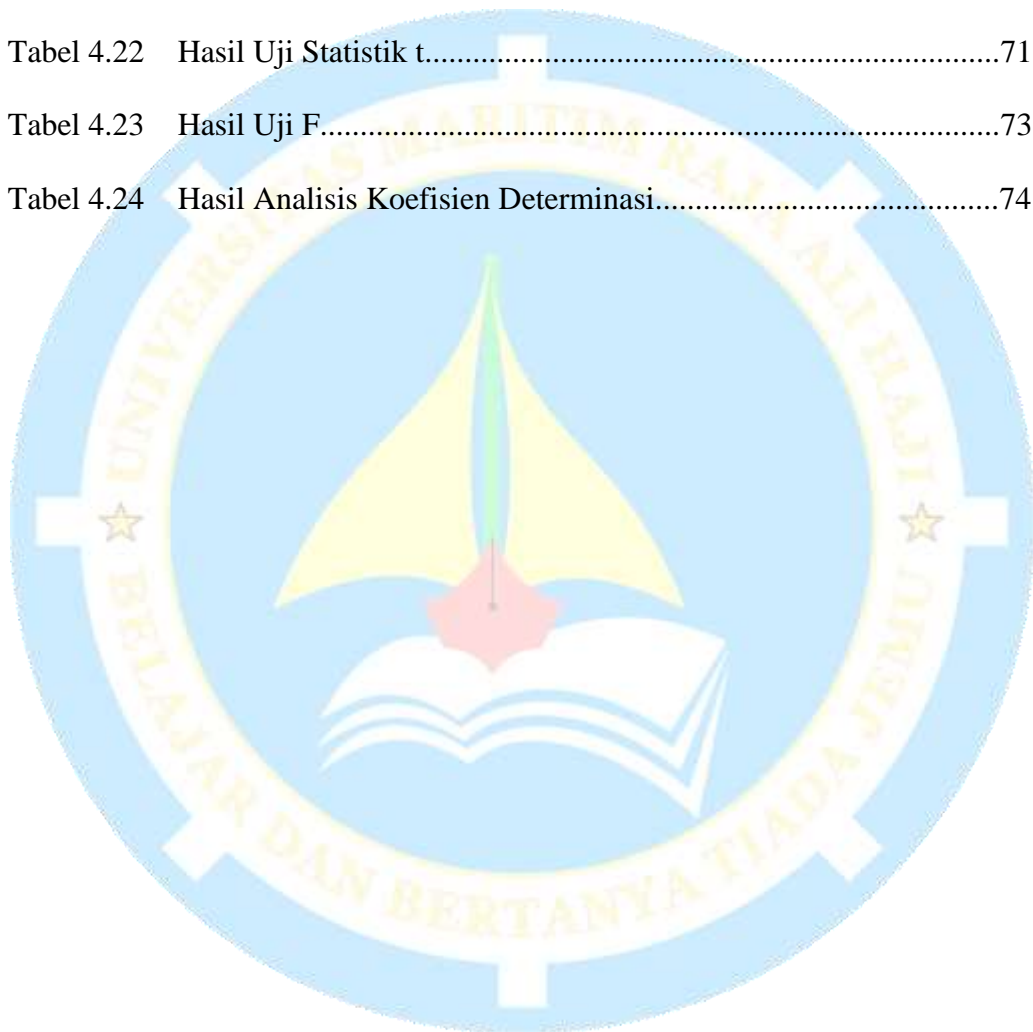 Tabel 4.22 Hasil Uji Statistik t......................................................................71
Tabel 4.23 Hasil Uji F...................................................................................73
Tabel 4.24 Hasil Analisis Koefisien Determinasi..........................................74
UNIVERSITAS MARITIM RAJA ALI HAJI
BELAJAR DAN BERTANYA TIADA JEMU